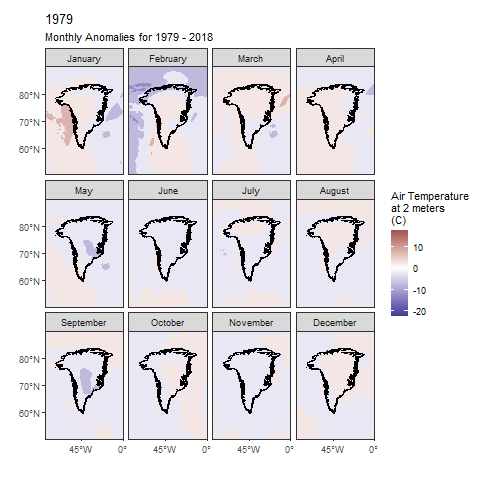 1979
Monthly Anomalies for 1979 - 2018
January February March April
80°N
70°N
60°N
May June July August
80°N
70°N
60°N
September October November December
80°N
70°N
60°N
45°W 0° 45°W 0° 45°W 0° 45°W 0°
Air Temperature
at 2 meters
(C)
10
0
-10
-20